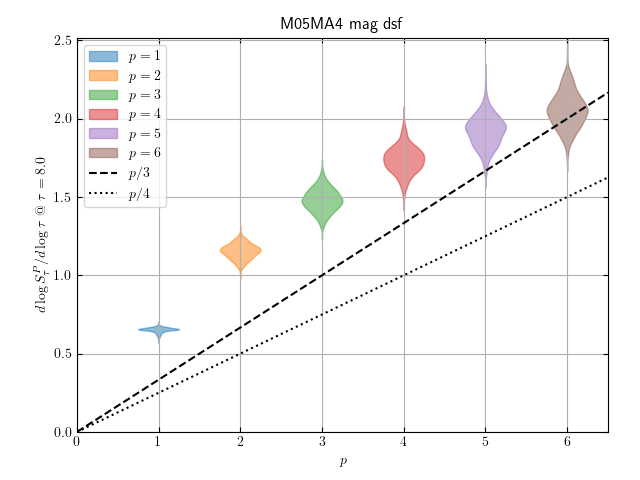 M05MA4 mag dsf
p = 1
p = 2
p = 3
p = 4
p = 5
p = 6
p/3
p/4
d log S_τ^P / d log τ @ τ = 8.0
2.5
2.0
1.5
1.0
0.5
0.0
0 1 2 3 4 5 6
p